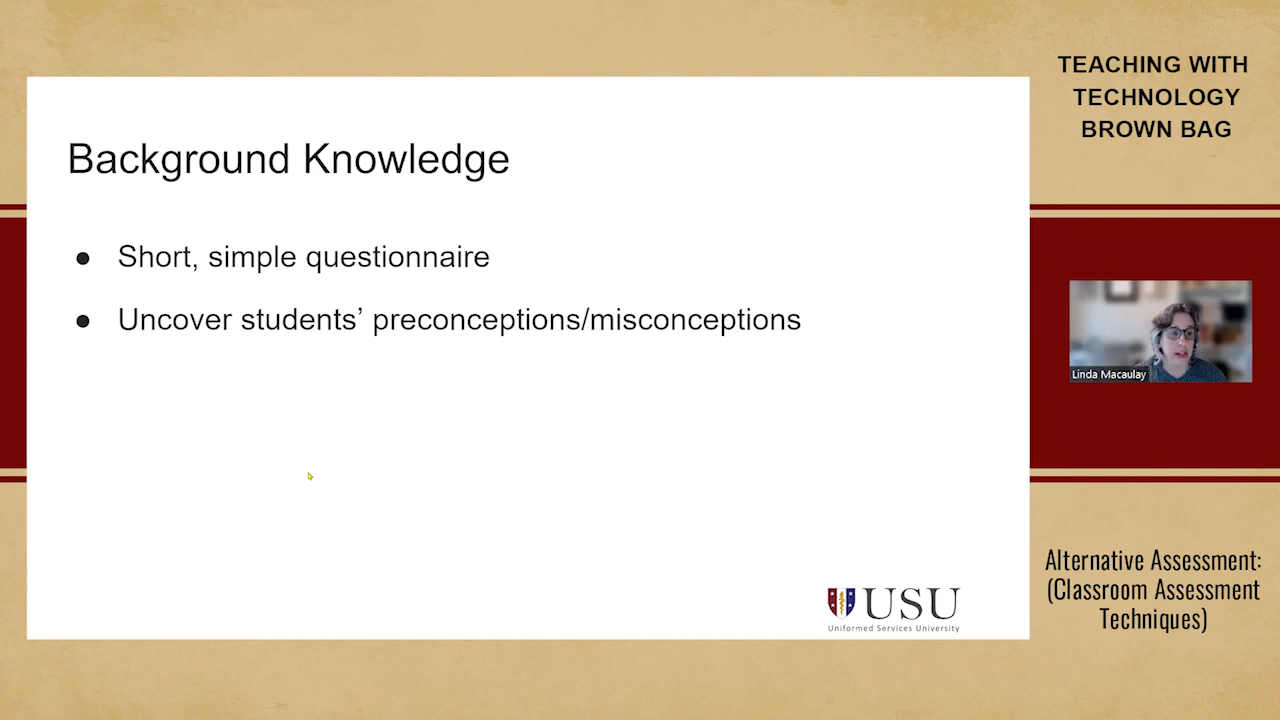 TEACHING WITH
TECHNOLOGY
BROWN BAG
Background Knowledge
● Short, simple questionnaire
● Uncover students’ preconceptions/misconceptions
Linda Macaulay
Alternative Assessment:
(Classroom Assessment
Techniques)
USU
Uniformed Services University